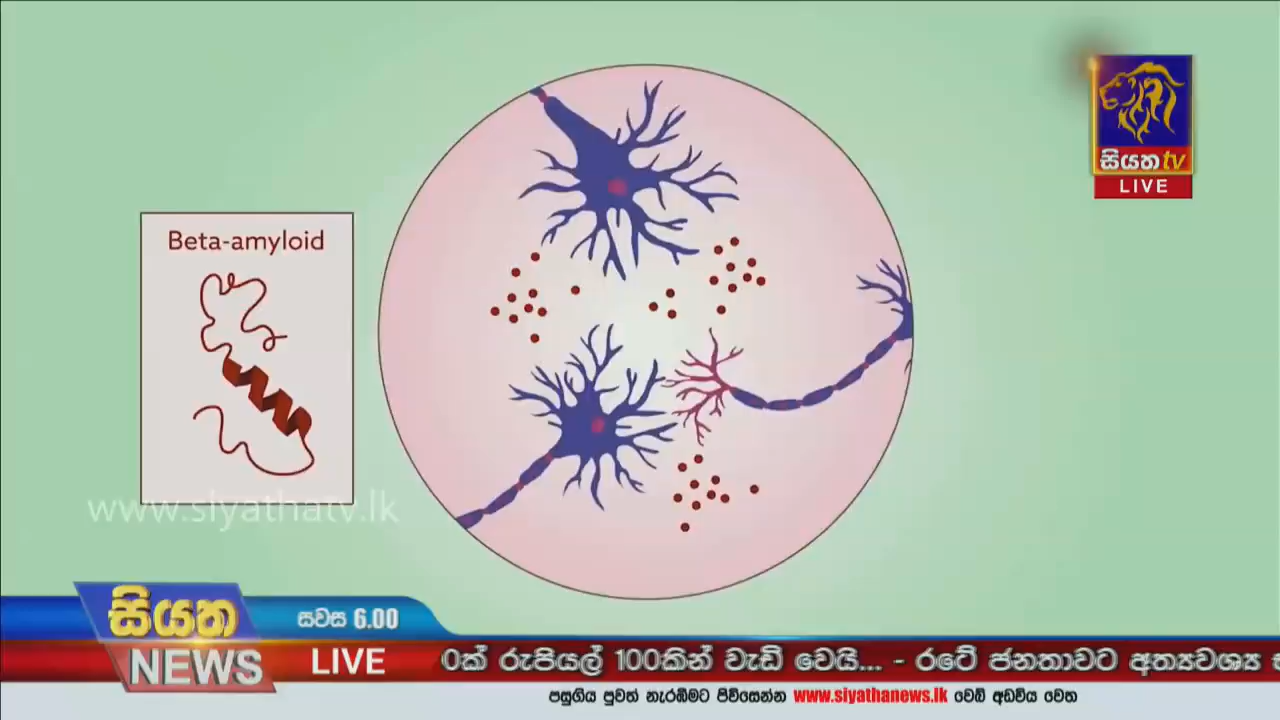 සියත tv
LIVE
Beta-amyloid
www.siyathatv.lk
සියත
සවස 6.00
NEWS
LIVE
0ක් රුපියල් 100කින් වැඩි වෙයි... - රටේ ජනතාවට අත්‍යවශ්‍ය
පසුගිය පුවත් නැරඹීමට පිවිසෙන්න www.siyathanews.lk වෙබ් අඩවිය වෙත